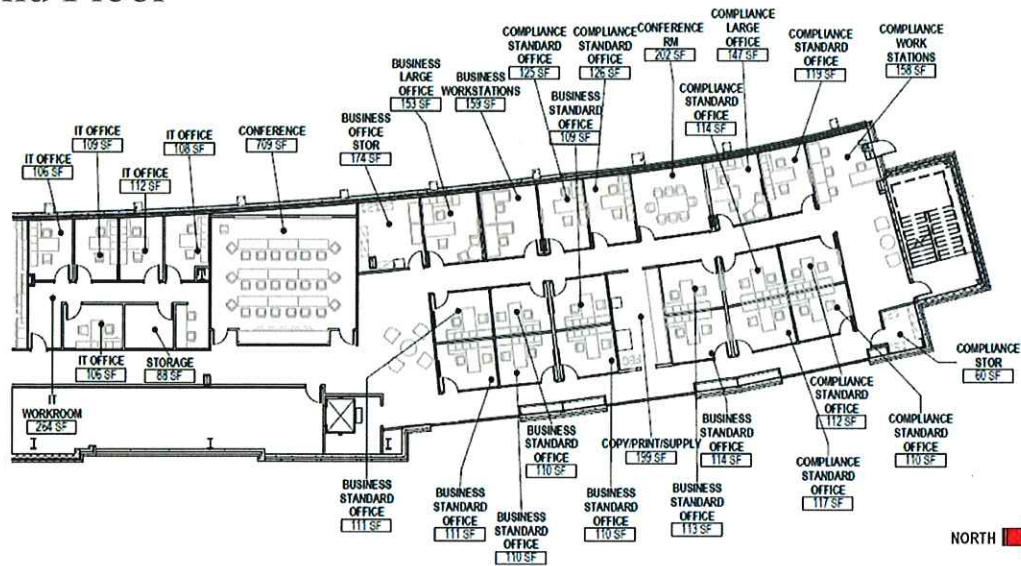 IT OFFICE
106 SF
IT OFFICE
109 SF
IT OFFICE
112 SF
IT OFFICE
108 SF
CONFERENCE
709 SF
BUSINESS
OFFICE
STOR
174 SF
BUSINESS
LARGE
OFFICE
153 SF
BUSINESS
WORKSTATIONS
159 SF
COMPLIANCE
STANDARD
OFFICE
125 SF
BUSINESS
STANDARD
OFFICE
109 SF
COMPLIANCE
STANDARD
OFFICE
126 SF
CONFERENCE
RM
202 SF
COMPLIANCE
STANDARD
OFFICE
114 SF
COMPLIANCE
LARGE
OFFICE
147 SF
COMPLIANCE
STANDARD
OFFICE
119 SF
COMPLIANCE
WORK
STATIONS
158 SF
IT OFFICE
106 SF
STORAGE
88 SF
IT
WORKROOM
264 SF
BUSINESS
STANDARD
OFFICE
111 SF
BUSINESS
STANDARD
OFFICE
111 SF
BUSINESS
STANDARD
OFFICE
110 SF
BUSINESS
STANDARD
OFFICE
110 SF
BUSINESS
STANDARD
OFFICE
110 SF
COPY/PRINT/SUPPLY
199 SF
BUSINESS
STANDARD
OFFICE
113 SF
BUSINESS
STANDARD
OFFICE
114 SF
COMPLIANCE
STANDARD
OFFICE
117 SF
COMPLIANCE
STANDARD
OFFICE
112 SF
COMPLIANCE
STANDARD
OFFICE
110 SF
COMPLIANCE
STOR
60 SF
NORTH